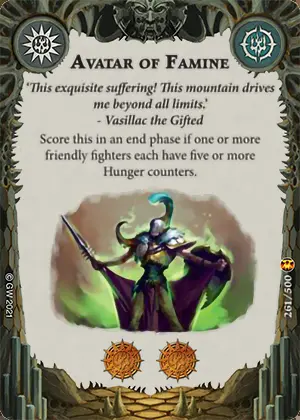 AVATAR OF FAMINE
'This exquisite suffering! This mountain drives
me beyond all limits.'
- Vasillac the Gifted
Score this in an end phase if one or more
friendly fighters each have five or more
Hunger counters.
© GW 2021
261/500